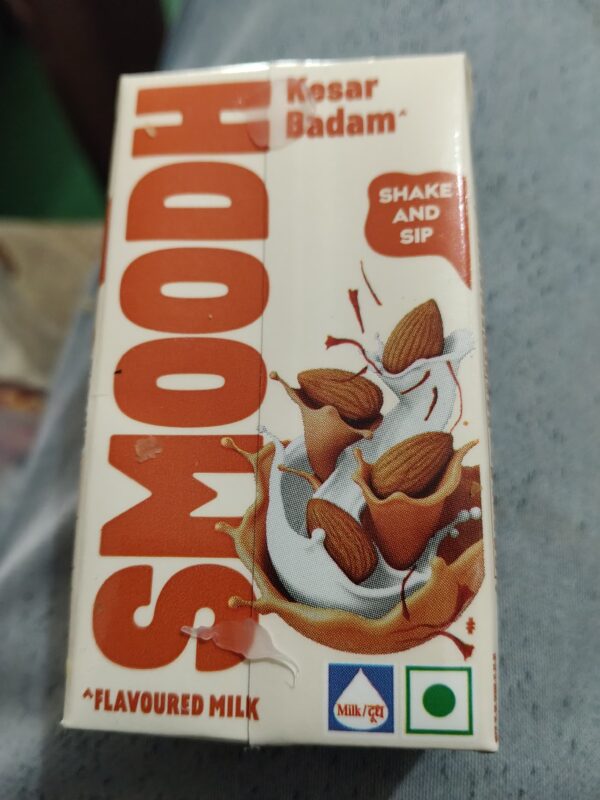 SMOODH
Kesar
Badam^
SHAKE
AND
SIP
^FLAVOURED MILK
Milk/दूध